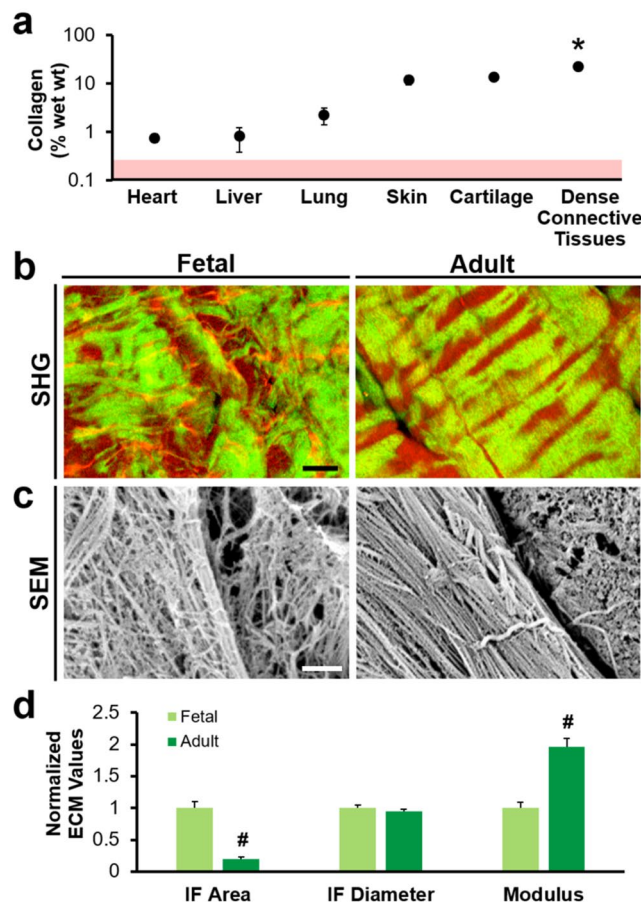 a
Collagen
(% wet wt)
100
10
1
0.1
*
Heart Liver Lung Skin Cartilage Dense
Connective
Tissues
b Fetal Adult
SHG
c
SEM
d
Normalized
ECM Values
2.5
2
1.5
1
0.5
0
Fetal
Adult
#
#
IF Area IF Diameter Modulus